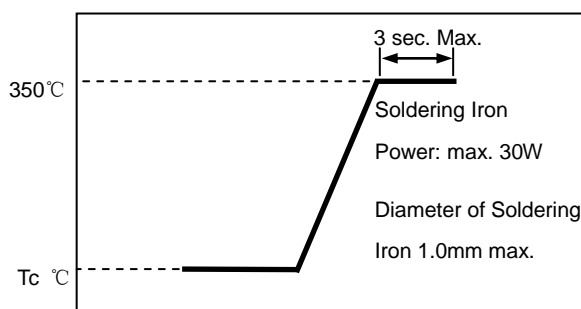 3 sec. Max.
350℃
Soldering Iron
Power: max. 30W
Diameter of Soldering
Iron 1.0mm max.
Tc ℃